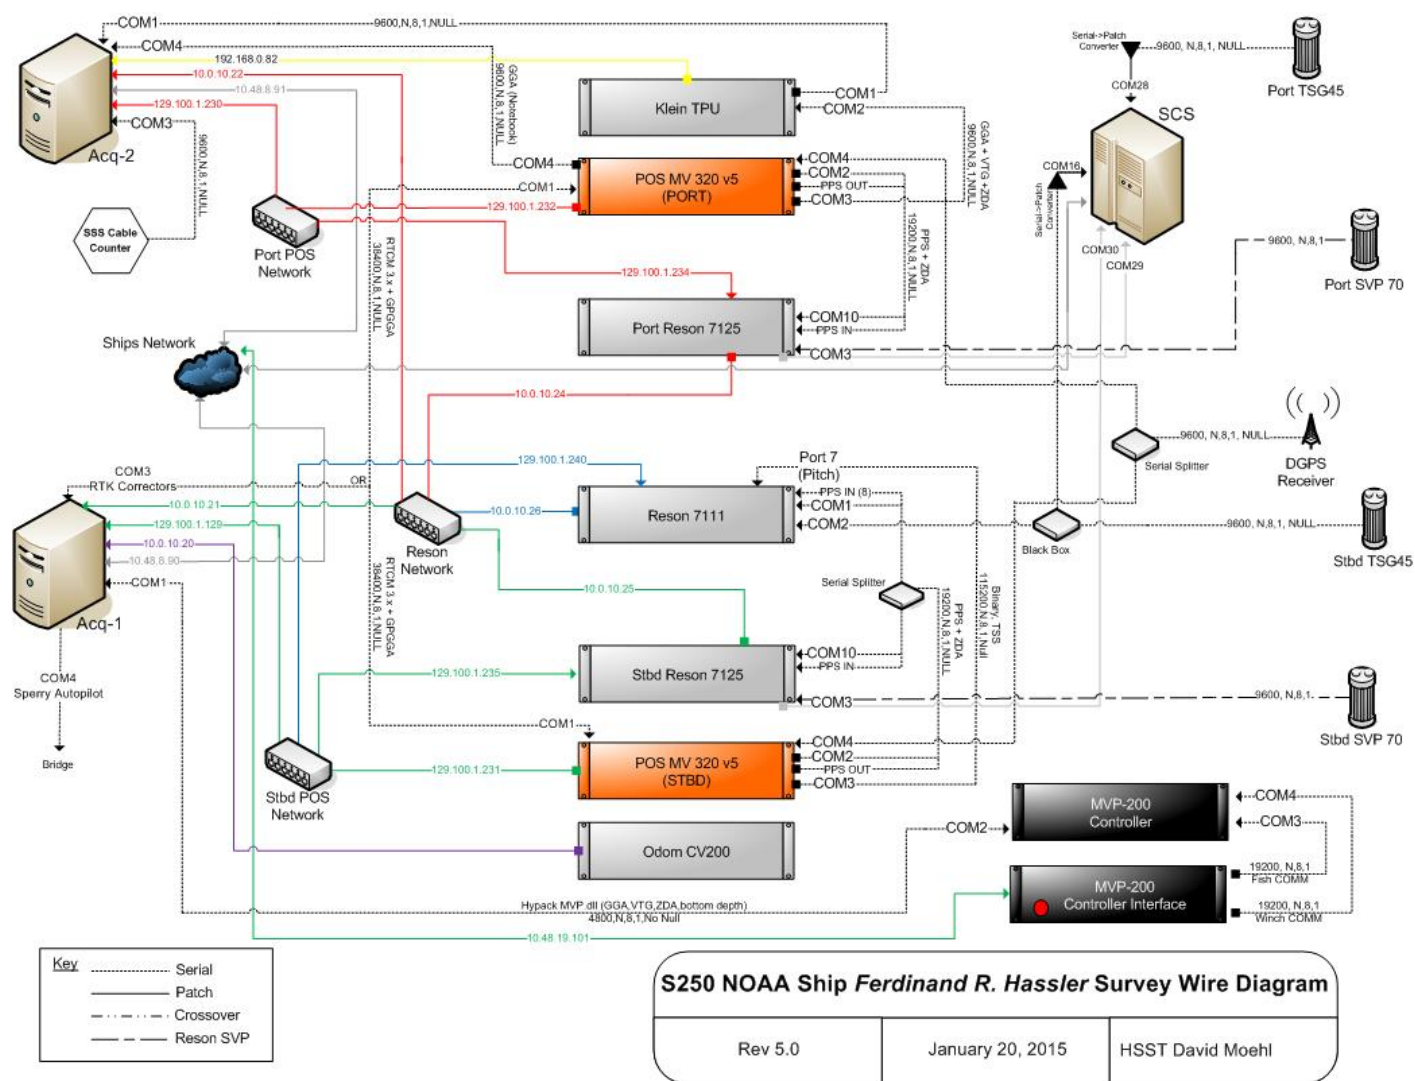 COM1
9600,N,8,1,NULL
COM4
192.168.0.82
10.0.10.22
10.48.8.91
129.100.1.230
COM3
9600,N,8,1,NULL
Acq-2
SSS Cable
Counter
Port POS
Network
129.100.1.232
GGA (Notebook)
9600,N,8,1,NULL
COM4
COM1
Klein TPU
COM1
COM2
POS MV 320 v5
(PORT)
COM4
COM2
PPS OUT
COM3
GGA + VTG +ZDA
9600,N,8,1,NULL
PPS + ZDA
19200,N,8,1,NULL
RTCM 3.x + GPGGA
38400,N,8,1,NULL
129.100.1.234
Port Reson 7125
COM10
PPS IN
COM3
Serial->Patch
Converter
9600, N,8,1, NULL
Port TSG45
COM28
SCS
COM16
Serial->Patch
Converter
COM30
COM29
9600, N,8,1
Port SVP 70
Ships Network
10.0.10.24
9600, N,8,1, NULL
Serial Splitter
DGPS
Receiver
COM3
RTK Correctors
OR
10.0.10.21
129.100.1.129
10.0.10.20
10.48.8.90
COM1
Acq-1
COM4
Sperry Autopilot
Bridge
129.100.1.240
Port 7
(Pitch)
10.0.10.26
Reson 7111
PPS IN (8)
COM1
COM2
Reson
Network
RTCM 3.x + GPGGA
38400,N,8,1,NULL
Black Box
9600, N,8,1, NULL
Stbd TSG45
10.0.10.25
Serial Splitter
PPS + ZDA
19200,N,8,1,NULL
Binary, TSS
115200,N,8,1,Null
Stbd Reson 7125
COM10
PPS IN
COM3
129.100.1.235
9600, N,8,1,
Stbd SVP 70
COM1
POS MV 320 v5
(STBD)
COM4
COM2
PPS OUT
COM3
129.100.1.231
Stbd POS
Network
Odom CV200
COM2
MVP-200
Controller
COM4
COM3
MVP-200
Controller Interface
19200, N,8,1
Fish COMM
19200, N,8,1
Winch COMM
Hypack MVP.dll (GGA,VTG,ZDA,bottom depth)
4800,N,8,1,No Null
10.48.19.101
Key
Serial
Patch
Crossover
Reson SVP
S250 NOAA Ship Ferdinand R. Hassler Survey Wire Diagram
Rev 5.0
January 20, 2015
HSST David Moehl